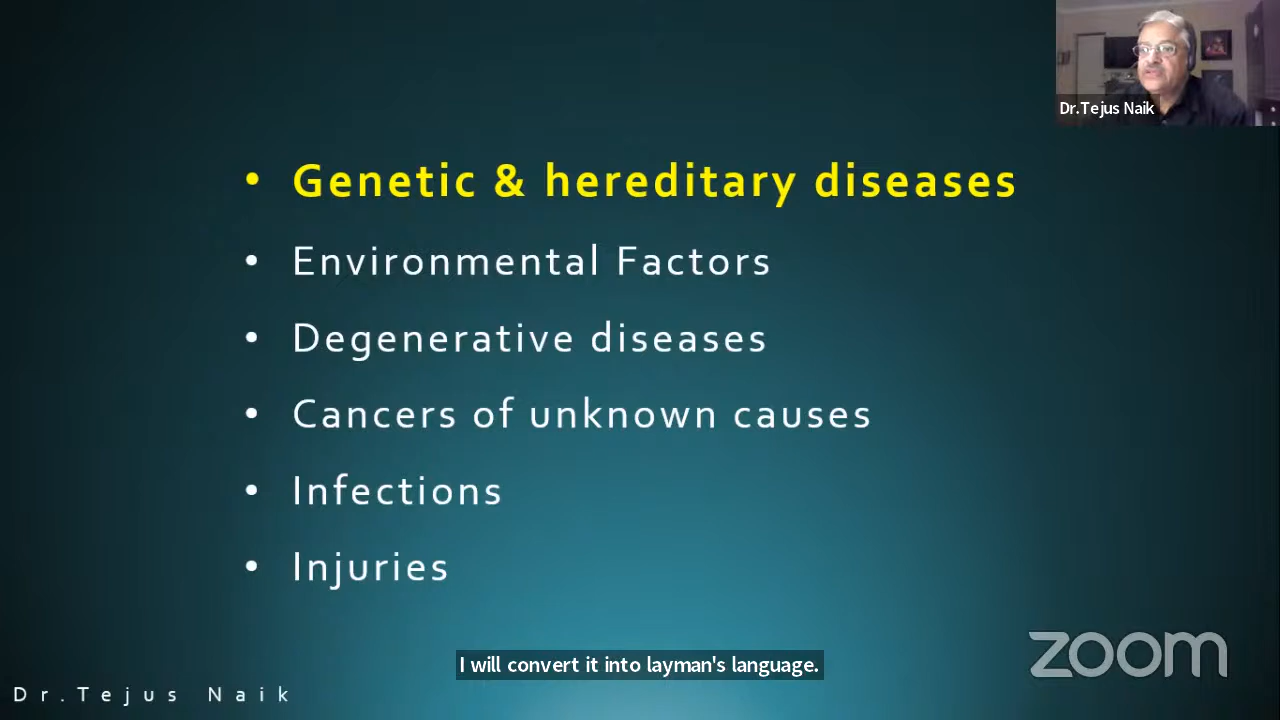 Dr.Tejus Naik
• Genetic & hereditary diseases
• Environmental Factors
• Degenerative diseases
• Cancers of unknown causes
• Infections
• Injuries
I will convert it into layman's language.
zoom
Dr.Tejus Naik